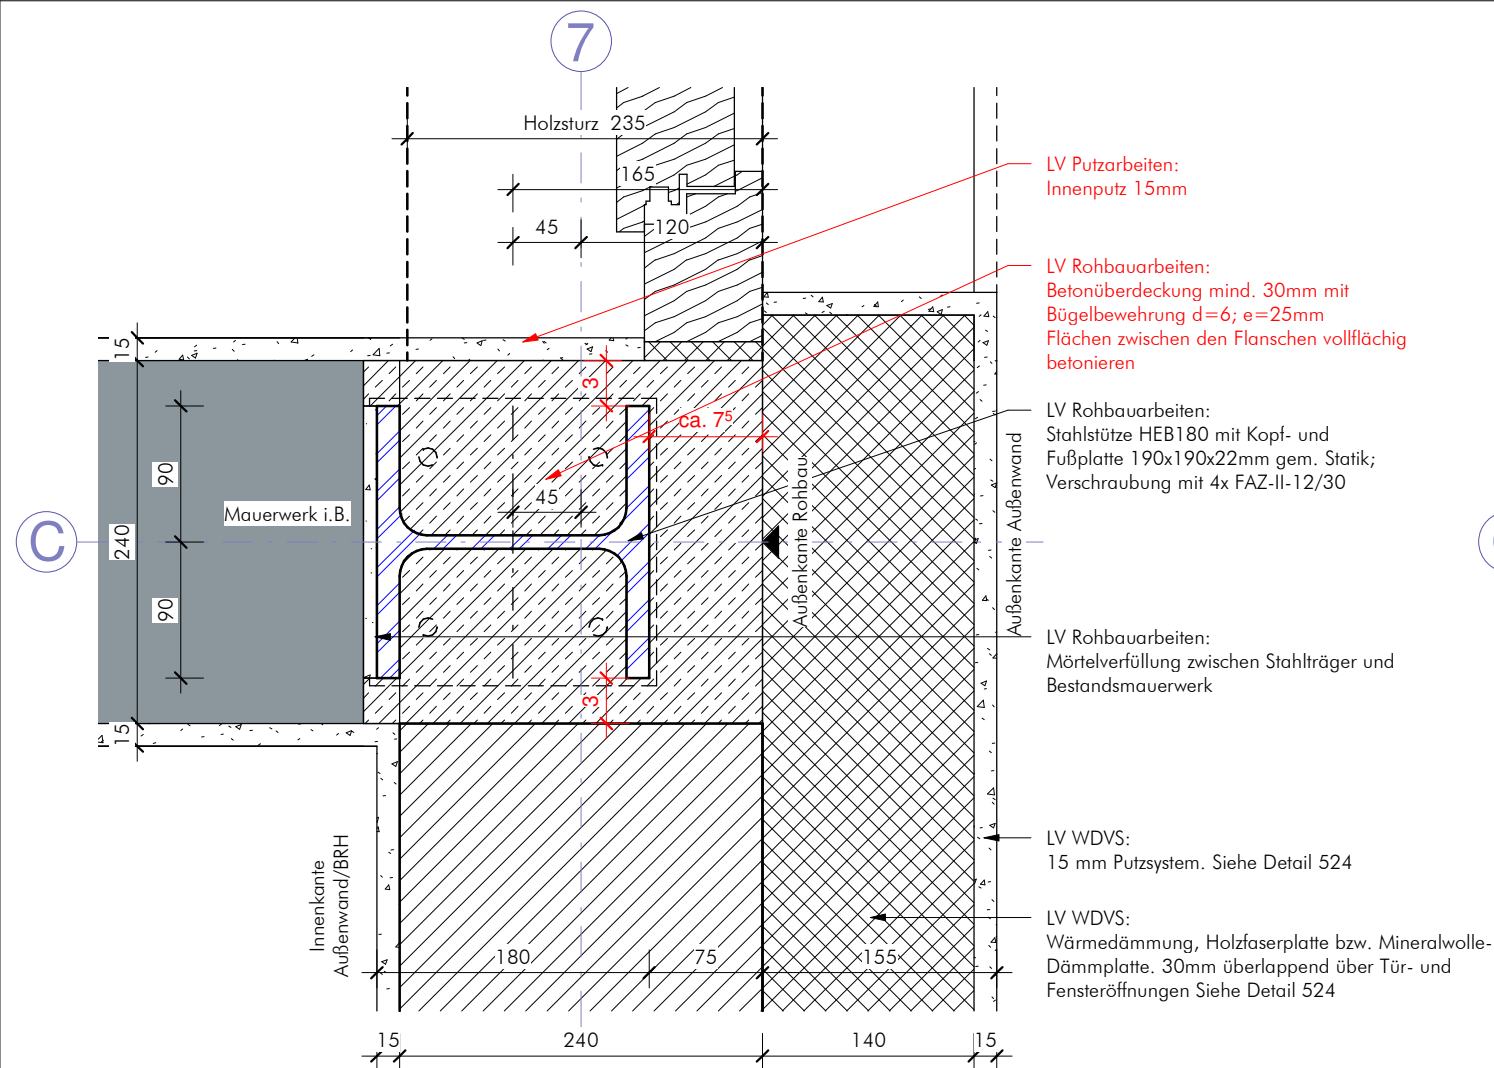 7
Holzsturz 235
165
45
120
LV Putzarbeiten:
Innenputz 15mm
LV Rohbauarbeiten:
Betonüberdeckung mind. 30mm mit
Bügelbewehrung d=6; e=25mm
Flächen zwischen den Flanschen vollflächig
betonieren
15
3
ca. 7⁵
LV Rohbauarbeiten:
Stahlstütze HEB180 mit Kopf- und
Fußplatte 190x190x22mm gem. Statik;
Verschraubung mit 4x FAZ-II-12/30
90
45
Mauerwerk i.B.
C
240
Außenkante Rohbau
Außenkante Außenwand
90
LV Rohbauarbeiten:
Mörtelverfüllung zwischen Stahlträger und
Bestandsmauerwerk
3
15
LV WDVS:
15 mm Putzsystem. Siehe Detail 524
Innenkante
Außenwand/BRH
LV WDVS:
Wärmedämmung, Holzfaserplatte bzw. Mineralwolle-
Dämmplatte. 30mm überlappend über Tür- und
Fensteröffnungen Siehe Detail 524
180
75
155
15
240
140
15